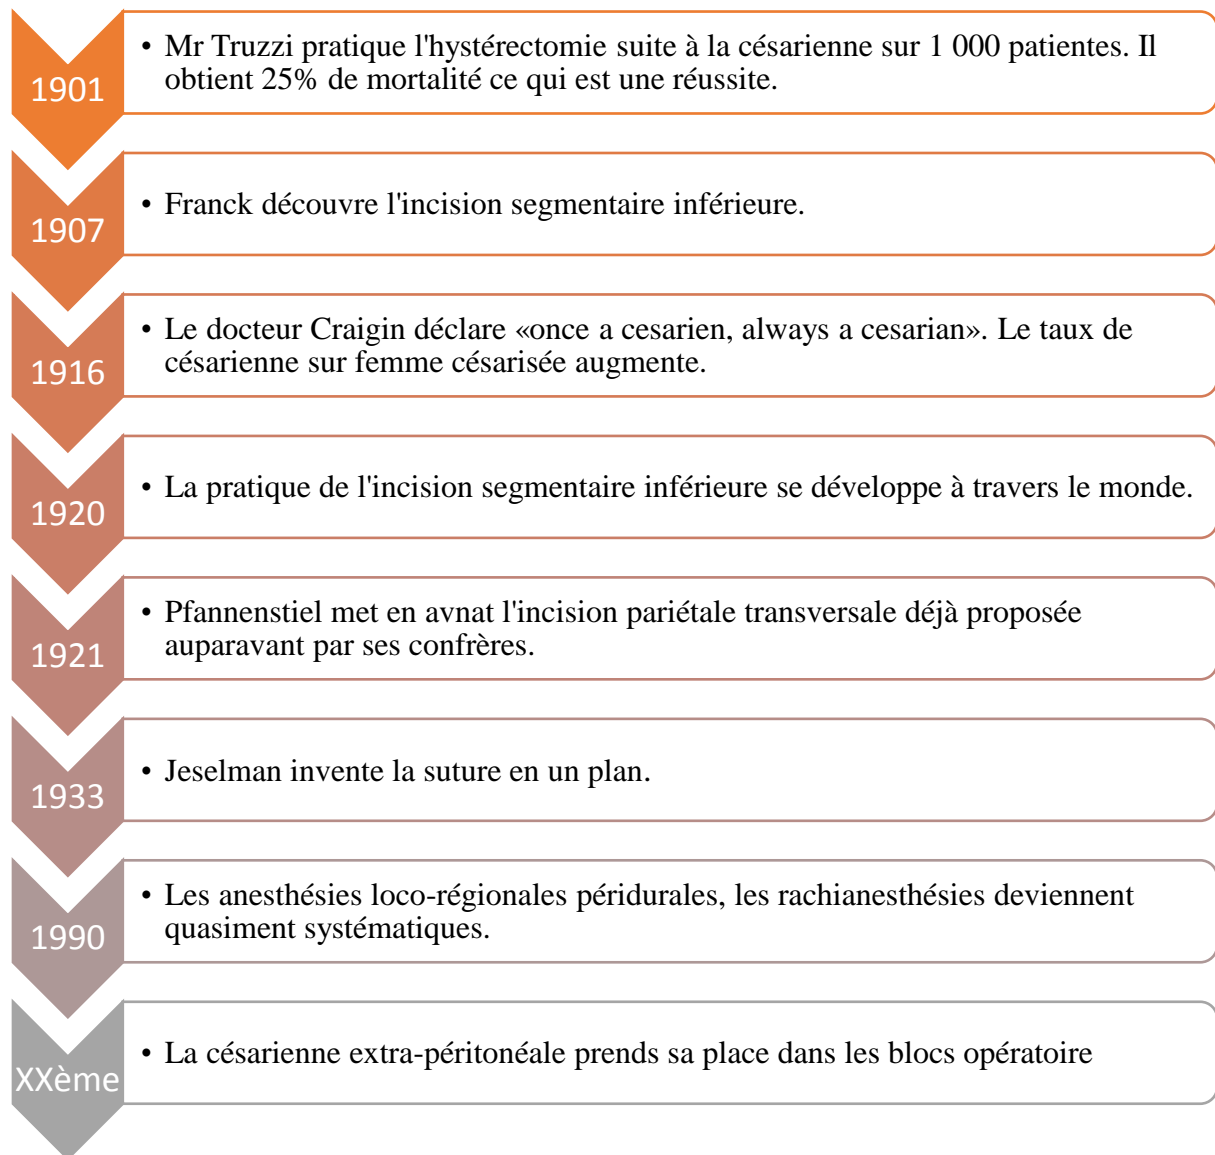 1901
• Mr Truzzi pratique l'hystérectomie suite à la césarienne sur 1 000 patientes. Il
obtient 25% de mortalité ce qui est une réussite.
1907
• Franck découvre l'incision segmentaire inférieure.
1916
• Le docteur Craigin déclare «once a cesarien, always a cesarian». Le taux de
césarienne sur femme césarisée augmente.
1920
• La pratique de l'incision segmentaire inférieure se développe à travers le monde.
1921
• Pfannenstiel met en avnat l'incision pariétale transversale déjà proposée
auparavant par ses confrères.
1933
• Jeselman invente la suture en un plan.
1990
• Les anesthésies loco-régionales péridurales, les rachianesthésies deviennent
quasiment systématiques.
XXème
• La césarienne extra-péritonéale prends sa place dans les blocs opératoire